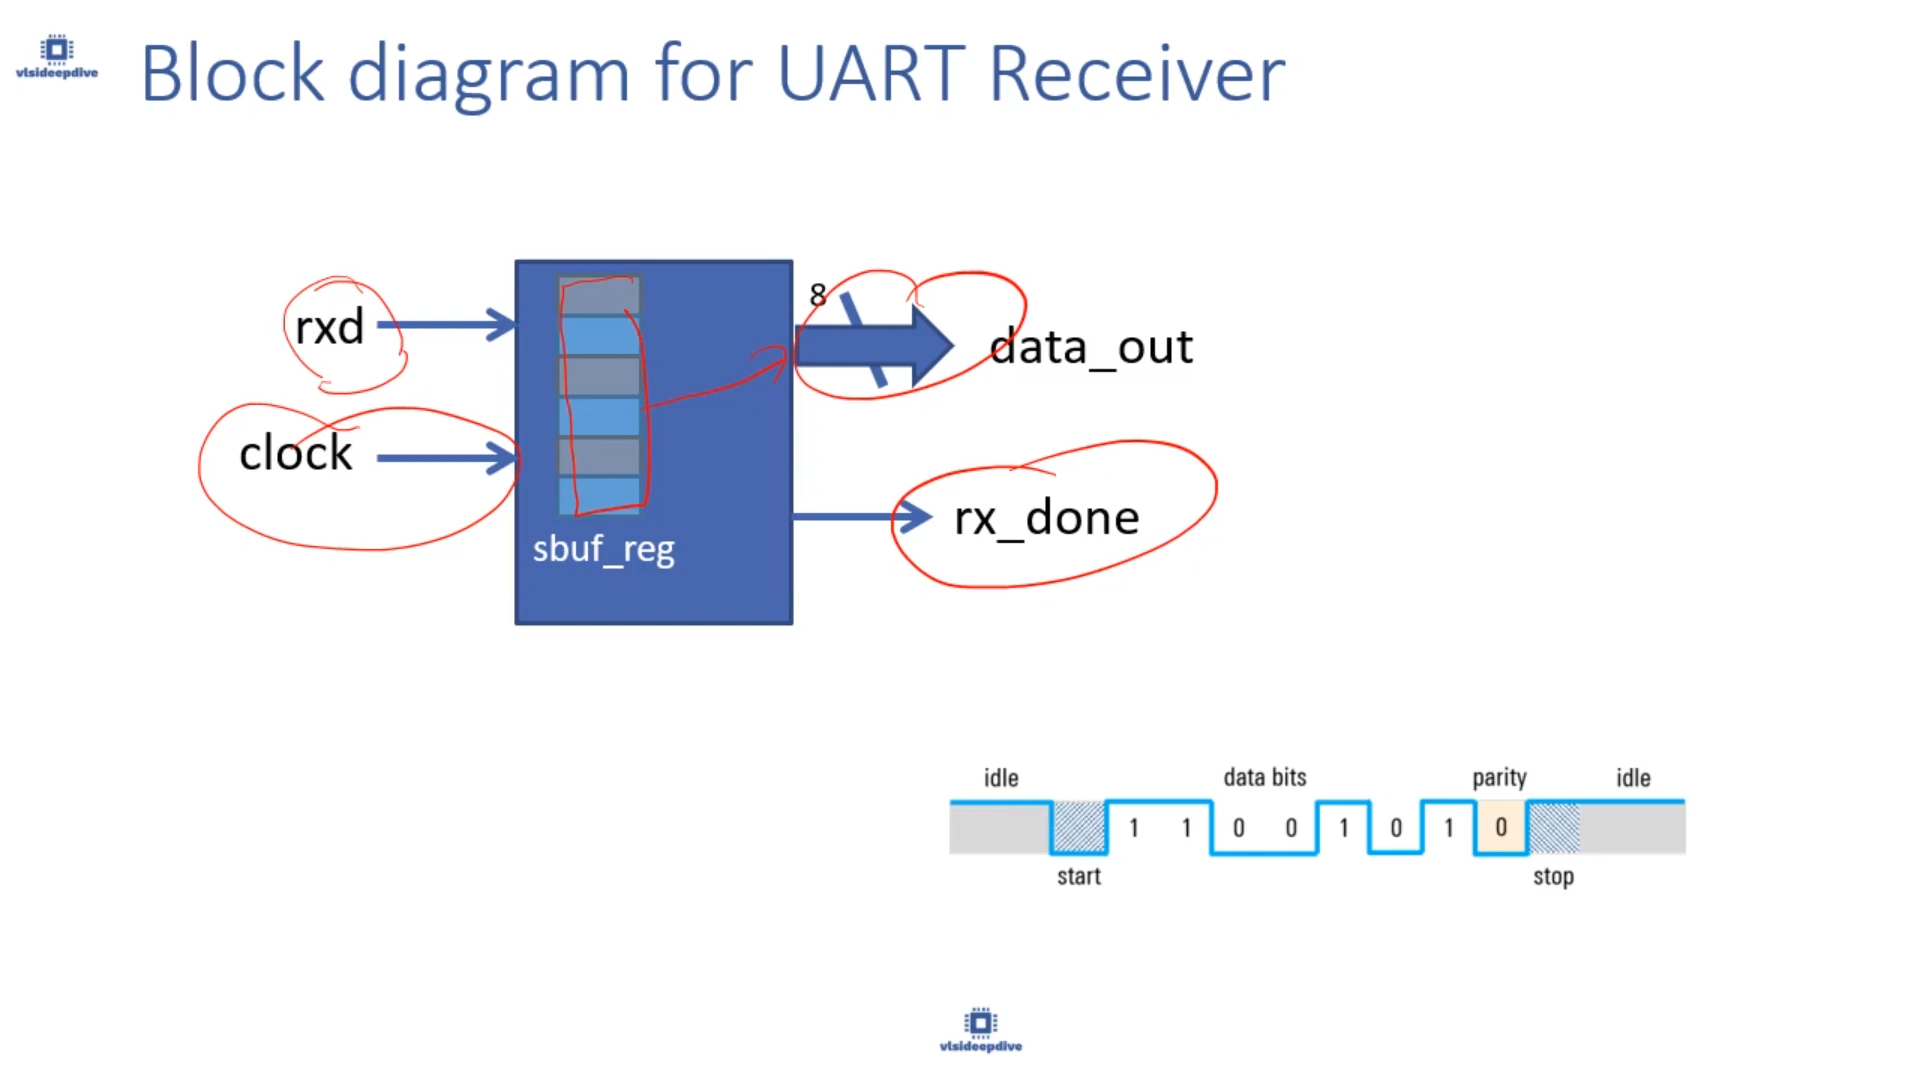 vlsideepdive
Block diagram for UART Receiver
rxd
clock
sbuf_reg
8
data_out
rx_done
idle data bits parity idle
1 1 0 0 1 0 1 0
start stop
vlsideepdive